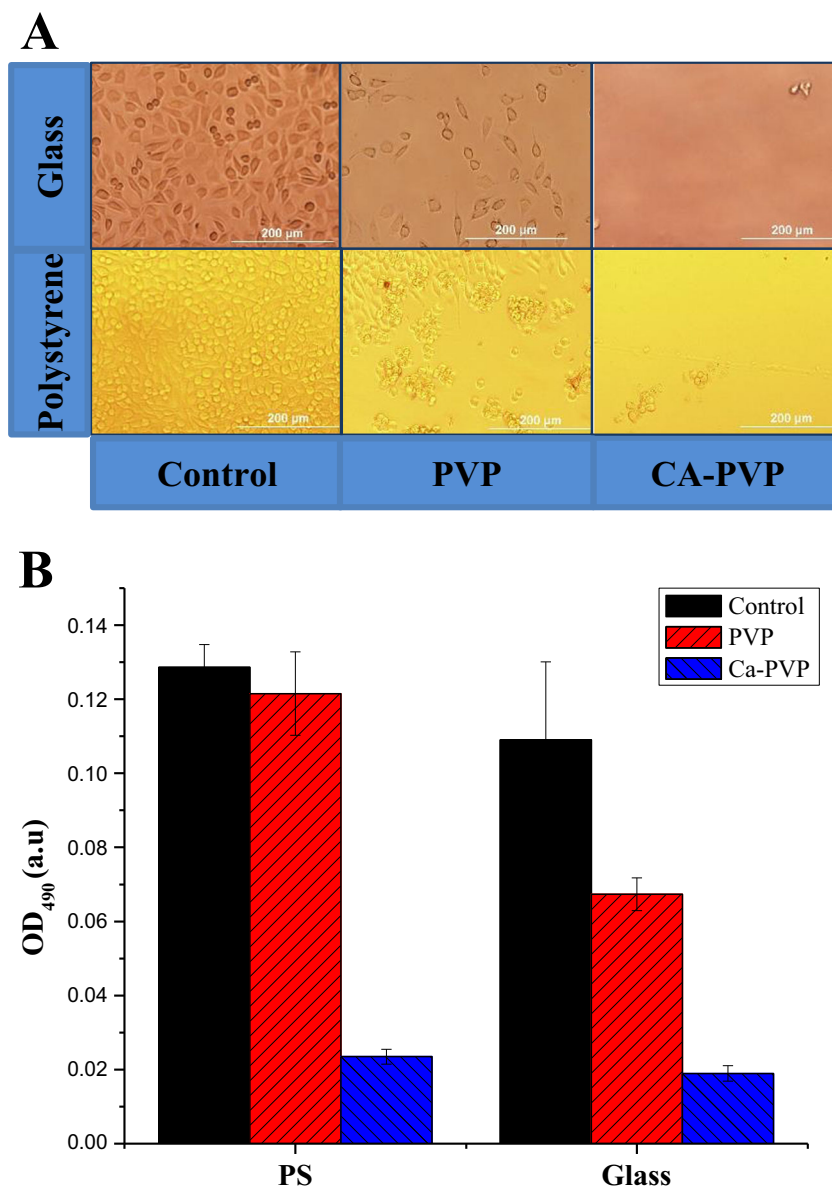 A
Glass
200 µm
200 µm
200 µm
Polystyrene
200 µm
200 µm
200 µm
Control
PVP
CA-PVP
B
Control
PVP
Ca-PVP
0.14
0.12
0.10
0.08
0.06
0.04
0.02
0.00
OD490 (a.u)
PS
Glass